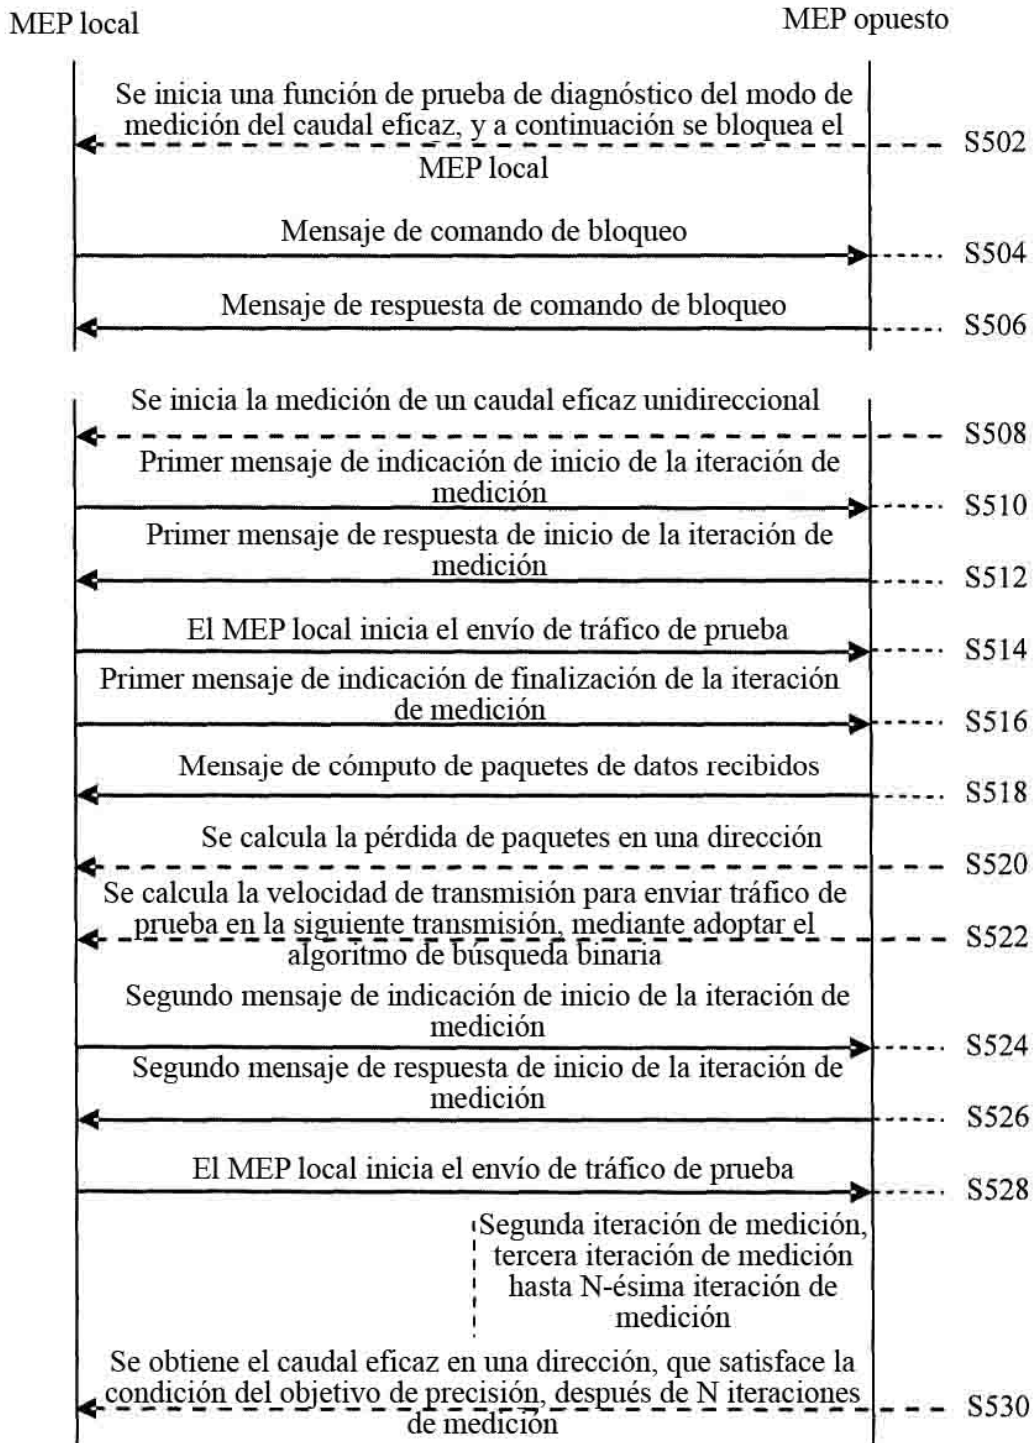 MEP local
MEP opuesto
Se inicia una función de prueba de diagnóstico del modo de
medición del caudal eficaz, y a continuación se bloquea el
S502
MEP local
Mensaje de comando de bloqueo
S504
Mensaje de respuesta de comando de bloqueo
S506
Se inicia la medición de un caudal eficaz unidireccional
S508
Primer mensaje de indicación de inicio de la iteración de
medición
S510
Primer mensaje de respuesta de inicio de la iteración de
medición
S512
El MEP local inicia el envío de tráfico de prueba
S514
Primer mensaje de indicación de finalización de la iteración
de medición
S516
Mensaje de cómputo de paquetes de datos recibidos
S518
Se calcula la pérdida de paquetes en una dirección
S520
Se calcula la velocidad de transmisión para enviar tráfico de
prueba en la siguiente transmisión, mediante adoptar el
S522
algoritmo de búsqueda binaria
Segundo mensaje de indicación de inicio de la iteración de
medición
S524
Segundo mensaje de respuesta de inicio de la iteración de
medición
S526
El MEP local inicia el envío de tráfico de prueba
S528
Segunda iteración de medición,
tercera iteración de medición
hasta N-ésima iteración de
medición
Se obtiene el caudal eficaz en una dirección, que satisface la
condición del objetivo de precisión, después de N iteraciones
S530
de medición